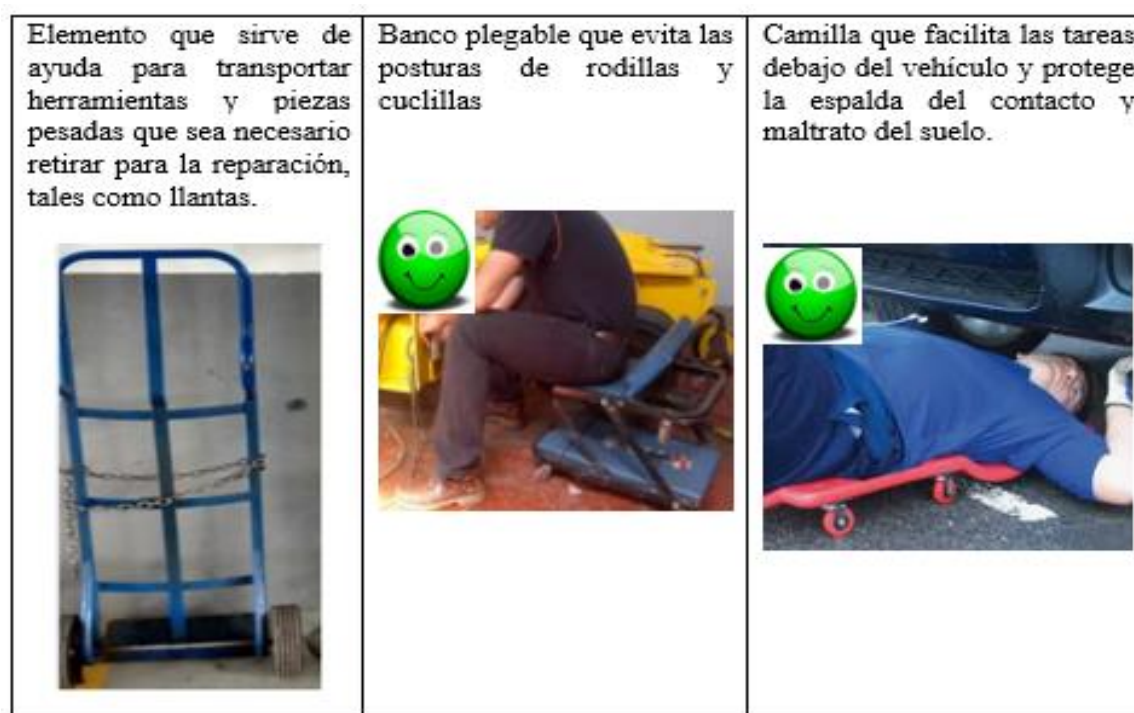 Elemento que sirve de
ayuda para transportar
herramientas y piezas
pesadas que sea necesario
retirar para la reparación,
tales como llantas.
Banco plegable que evita las
posturas de rodillas y
cuclillas
Camilla que facilita las tareas
debajo del vehículo y protege
la espalda del contacto y
maltrato del suelo.